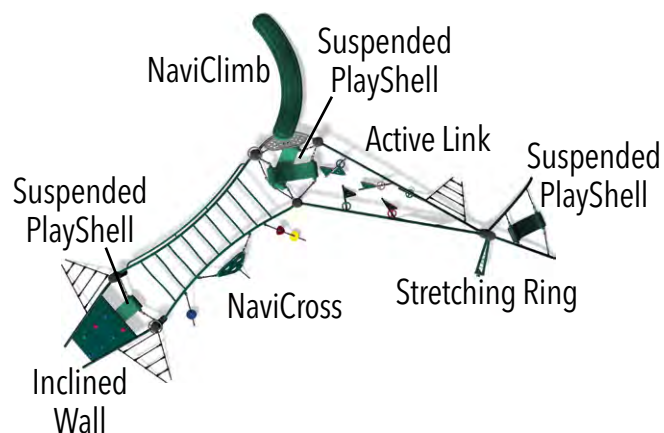 Suspended
PlayShell
NaviClimb
Active Link
Suspended
PlayShell
Suspended
PlayShell
NaviCross
Stretching Ring
Inclined
Wall